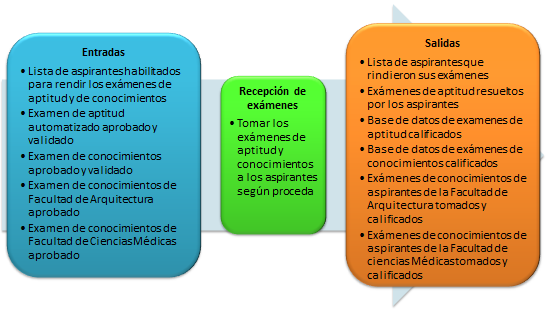 Entradas
• Lista de aspirantes habilitados
para rendir los exámenes de
aptitud y de conocimientos
• Examen de aptitud
automatizado aprobado y
validado
• Examen de conocimientos
aprobado y validado
• Examen de conocimientos de
Facultad de Arquitectura
aprobado
• Examen de conocimientos de
Facultad de Ciencias Médicas
aprobado
Recepción de
exámenes
• Tomar los
exámenes de
aptitud y
conocimientos
a los aspirantes
según proceda
Salidas
• Lista de aspirantes que
rindieron sus exámenes
• Exámenes de aptitud resueltos
por los aspirantes
• Base de datos de examenes de
aptitud calificados
• Base de datos de exámenes de
conocimientos calificados
• Exámenes de conocimientos de
aspirantes de la Facultad de
Arquitectura tomados y
calificados
• Exámenes de conocimientos de
aspirantes de la Facultad de
ciencias Médicas tomados y
calificados